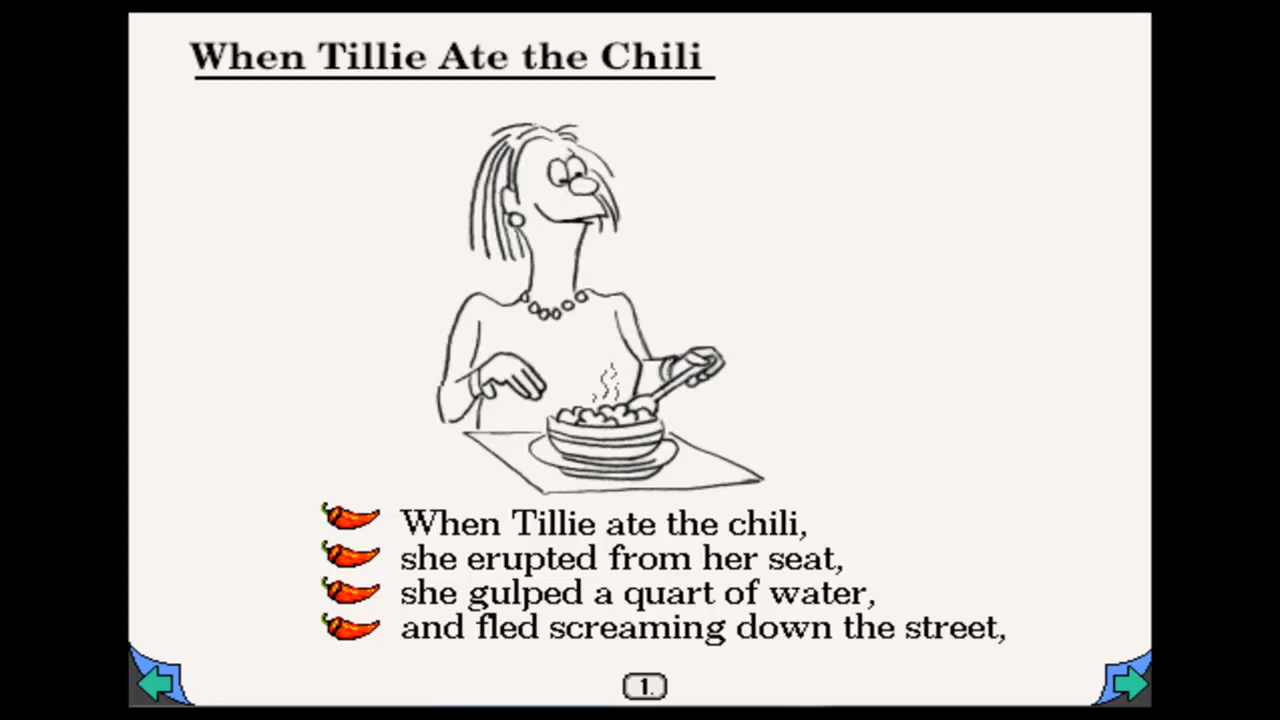 When Tillie Ate the Chili
When Tillie ate the chili,
she erupted from her seat,
she gulped a quart of water,
and fled screaming down the street,
1.